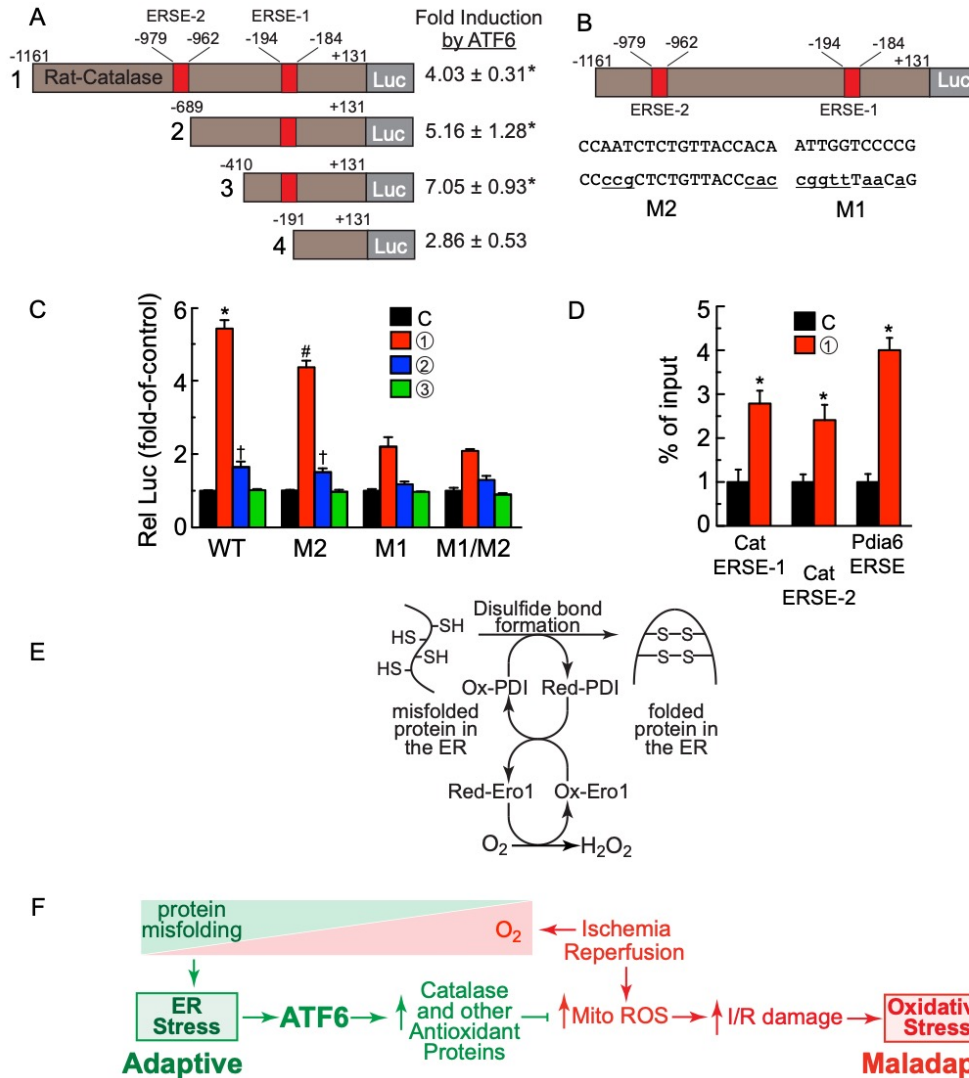 A
ERSE-2
ERSE-1
Fold Induction
by ATF6
-979
-962
-194
-184
-1161
+131
1
Rat-Catalase
Luc
4.03 ± 0.31*
-689
+131
2
Luc
5.16 ± 1.28*
-410
+131
3
Luc
7.05 ± 0.93*
-191
+131
4
Luc
2.86 ± 0.53
B
-979
-962
-194
-184
-1161
+131
Luc
ERSE-2
ERSE-1
CCAATCTCTGTTACCACA
ATTGGTCCCCG
CCccgCTCTGTTACCcac
cggttTaaCaG
M2
M1
C
Rel Luc (fold-of-control)
6
4
2
0
*
#
†
†
C
①
②
③
WT
M2
M1
M1/M2
D
% of input
5
4
3
2
1
0
C
①
*
*
*
Cat
ERSE-1
Cat
ERSE-2
Pdia6
ERSE
E
Disulfide bond
formation
SH
HS
SH
HS
S—S
S—S
Ox-PDI
Red-PDI
misfolded
protein in
the ER
folded
protein in
the ER
Red-Ero1
Ox-Ero1
O₂
H₂O₂
F
protein
misfolding
O₂
Ischemia
Reperfusion
ER
Stress
ATF6
Catalase
and other
Antioxidant
Proteins
Mito ROS
I/R damage
Oxidativ
Stress
Adaptive
Maladap